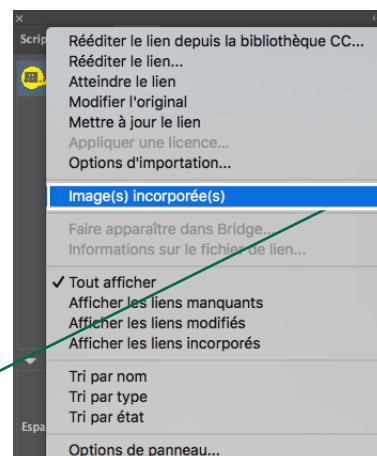 Scrip
Rééditer le lien depuis la bibliothèque CC...
Rééditer le lien...
Atteindre le lien
Modifier l'original
Mettre à jour le lien
Appliquer une licence...
Options d'importation...
Image(s) incorporée(s)
Faire apparaître dans Bridge...
Informations sur le fichier de lien...
✓ Tout afficher
Afficher les liens manquants
Afficher les liens modifiés
Afficher les liens incorporés
Tri par nom
Tri par type
Tri par état
Espa
Options de panneau...